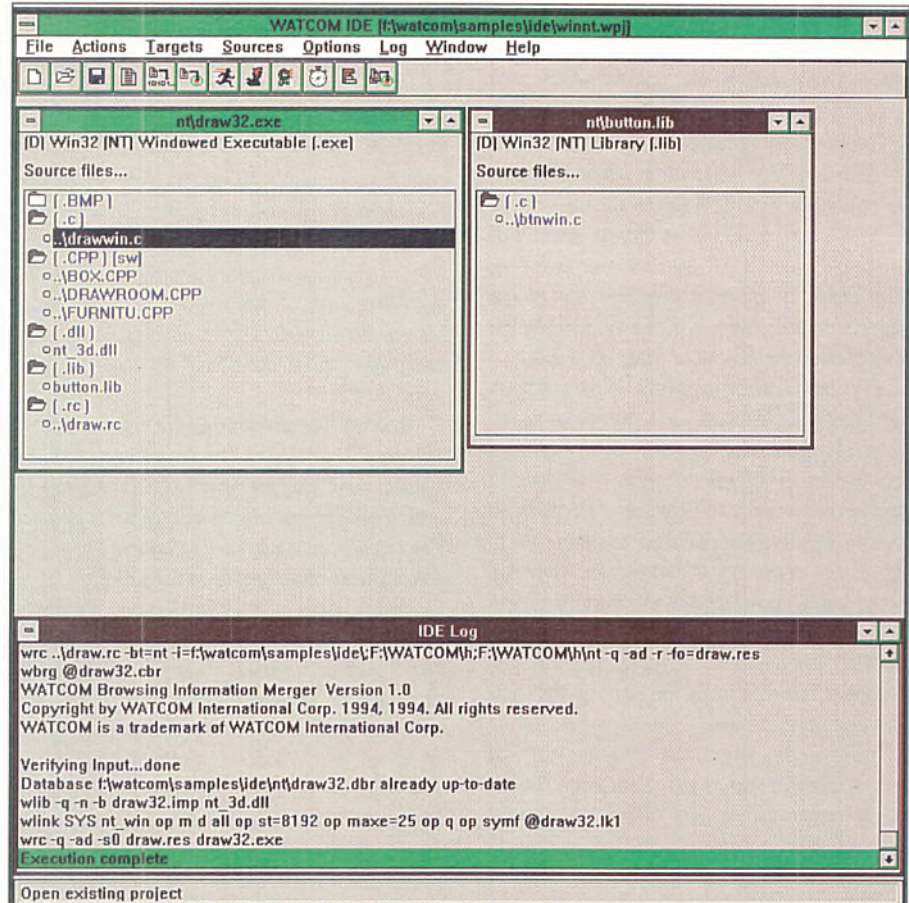 WATCOM IDE [f:\watcom\samples\ide\winnt.wpj]
File Actions Targets Sources Options Log Window Help
nt\draw32.exe
[D] Win32 [NT] Windowed Executable [.exe]
Source files...
[.BMP]
[.c]
..\drawwin.c
[.CPP] [sw]
..\BOX.CPP
..\DRAWROOM.CPP
..\FURNITU.CPP
[.dll]
nt_3d.dll
[.lib]
button.lib
[.rc]
..\draw.rc
nt\button.lib
[D] Win32 [NT] Library [.lib]
Source files...
[.c]
..\btnwin.c
IDE Log
wrc ..\draw.rc -bt=nt -i=f:\watcom\samples\ide\;F:\WATCOM\h;F:\WATCOM\h\nt -q -ad -r -fo=draw.res
wbrg @draw32.cbr
WATCOM Browsing Information Merger Version 1.0
Copyright by WATCOM International Corp. 1994, 1994. All rights reserved.
WATCOM is a trademark of WATCOM International Corp.
Verifying Input...done
Database f:\watcom\samples\ide\nt\draw32.dbr already up-to-date
wlib -q -n -b draw32.imp nt_3d.dll
wlink SYS nt_win op m d all op st=8192 op maxe=25 op q op symf @draw32.lk1
wrc -q -ad -s0 draw.res draw32.exe
Execution complete
Open existing project